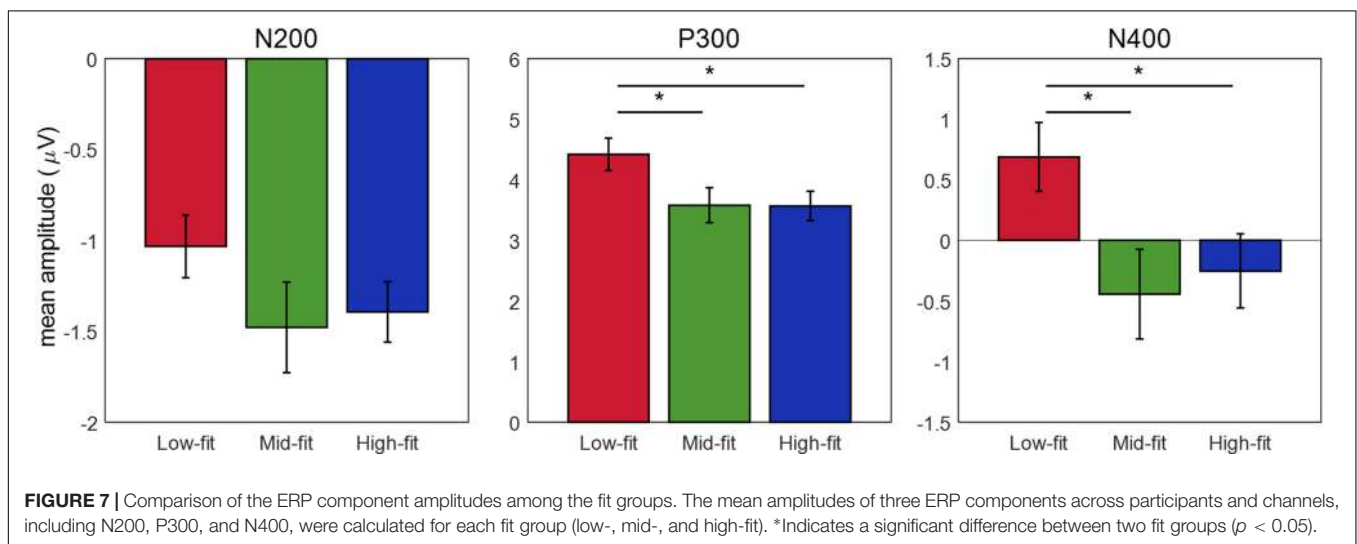 N200
P300
N400
mean amplitude (μV)
0
-0.5
-1
-1.5
-2
Low-fit Mid-fit High-fit
6
5
4
3
2
1
0
* *
Low-fit Mid-fit High-fit
1.5
1
0.5
0
-0.5
-1
-1.5
* *
Low-fit Mid-fit High-fit
FIGURE 7 | Comparison of the ERP component amplitudes among the fit groups. The mean amplitudes of three ERP components across participants and channels,
including N200, P300, and N400, were calculated for each fit group (low-, mid-, and high-fit). *Indicates a significant difference between two fit groups (p < 0.05).